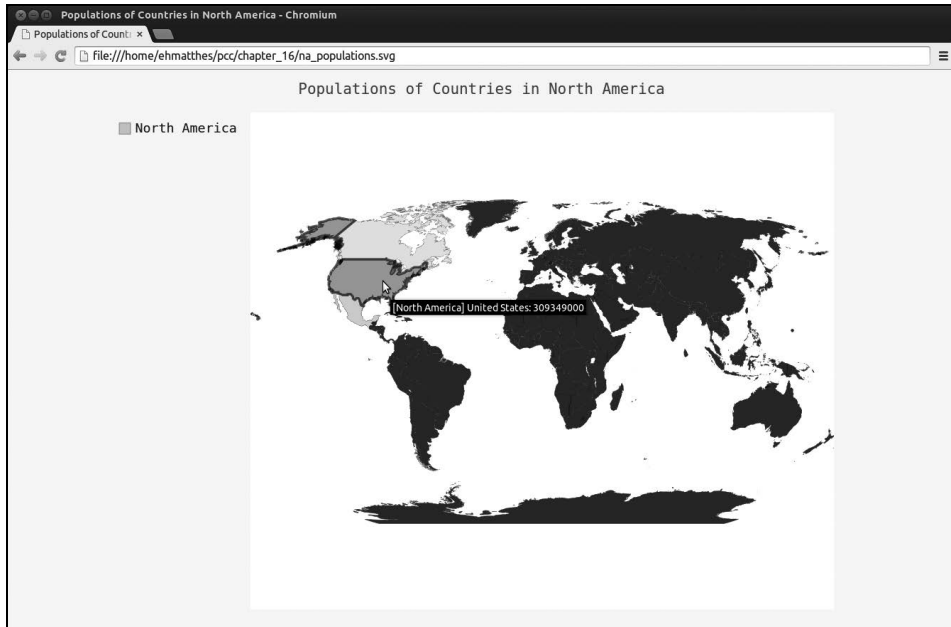 Populations of Countries in North America - Chromium
Populations of Count
file:///home/ehmatthes/pcc/chapter_16/na_populations.svg
Populations of Countries in North America
North America
[North America] United States: 309349000